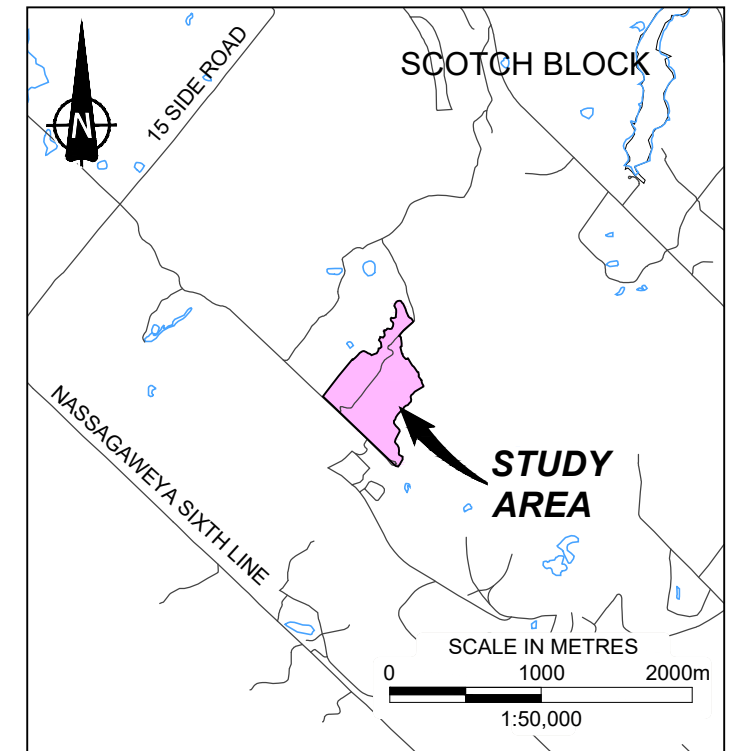 SCOTCH BLOCK
15 SIDE ROAD
N
NASSAGAWEYA SIXTH LINE
STUDY
AREA
SCALE IN METRES
0 1000 2000m
1:50,000